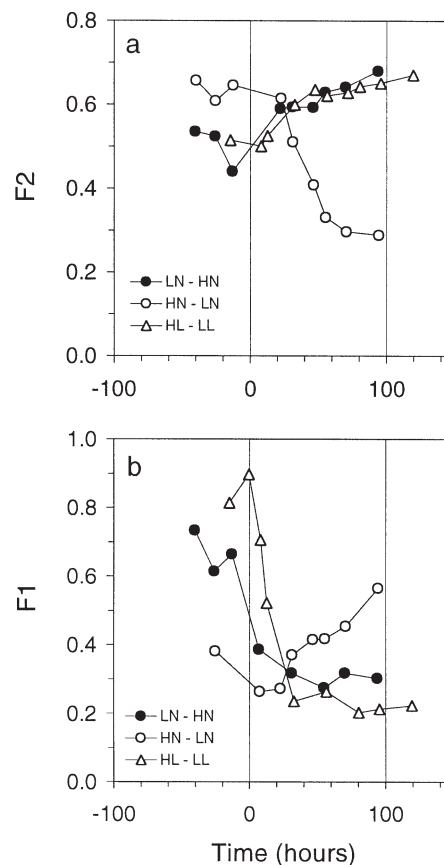 a
0.8
0.6
F2
0.4
0.2
LN - HN
HN - LN
HL - LL
0.0
-100 0 100
1.0
b
0.8
0.6
F1
0.4
0.2
LN - HN
HN - LN
HL - LL
0.0
-100 0 100
Time (hours)